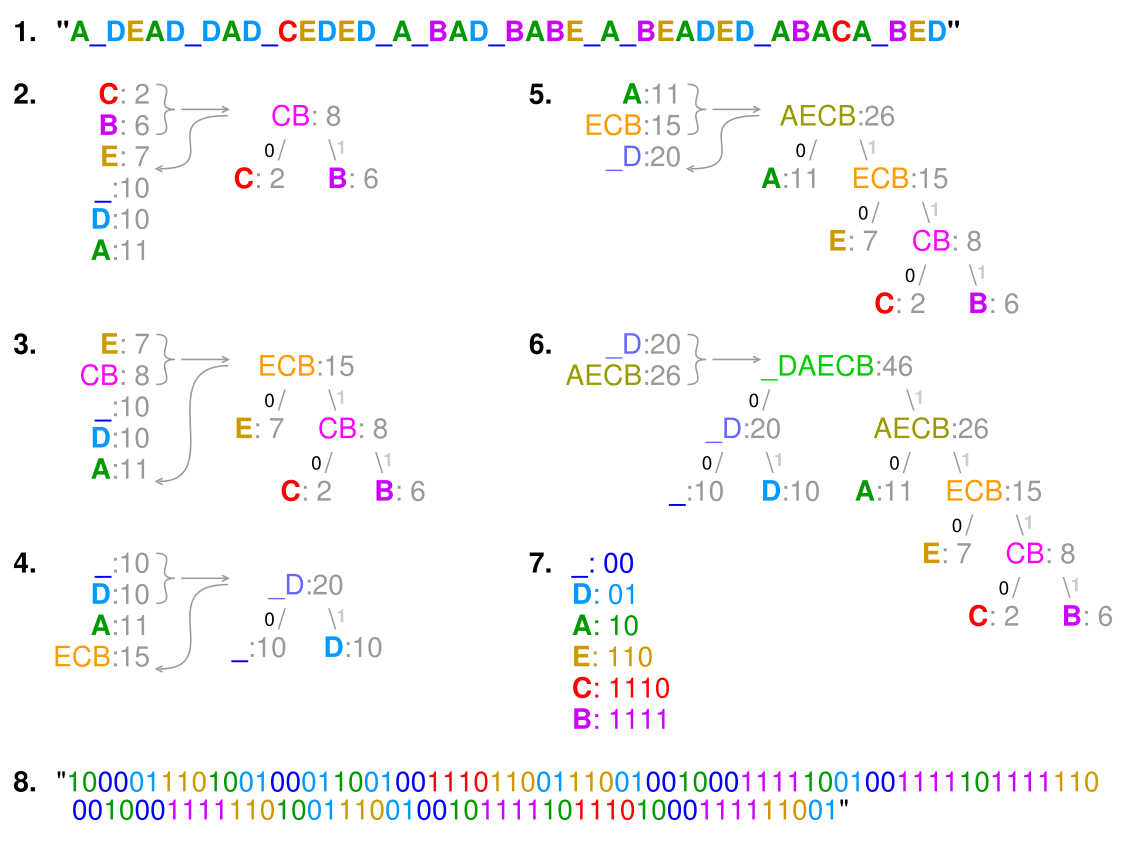 1. "A_DEAD_DAD_CEDED_A_BAD_BABE_A_BEADED_ABACA_BED"
2.
C: 2
B: 6
E: 7
_:10
D:10
A:11
CB: 8
0 1
C: 2 B: 6
3.
E: 7
CB: 8
_:10
D:10
A:11
ECB:15
0 1
E: 7 CB: 8
0 1
C: 2 B: 6
4.
_:10
D:10
A:11
ECB:15
_D:20
0 1
_:10 D:10
5.
A:11
ECB:15
_D:20
AECB:26
0 1
A:11 ECB:15
0 1
E: 7 CB: 8
0 1
C: 2 B: 6
6.
_D:20
AECB:26
_DAECB:46
0 1
_D:20 AECB:26
0 1 0 1
_:10 D:10 A:11 ECB:15
0 1
E: 7 CB: 8
0 1
C: 2 B: 6
7. _: 00
D: 01
A: 10
E: 110
C: 1110
B: 1111
8. "1000011101001000110010011101100111001001000111110010011111011111110
0010001111110100111001001011111011101000111111001"